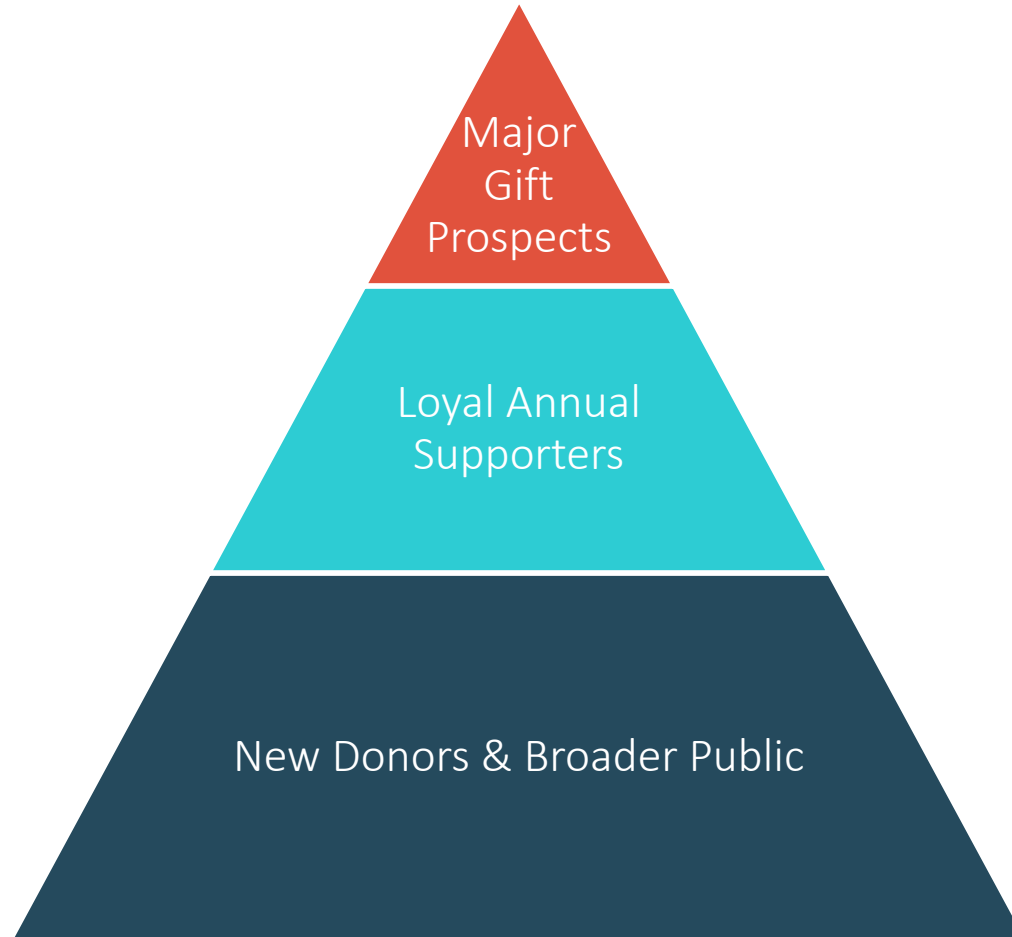 Major
Gift
Prospects
Loyal Annual
Supporters
New Donors & Broader Public